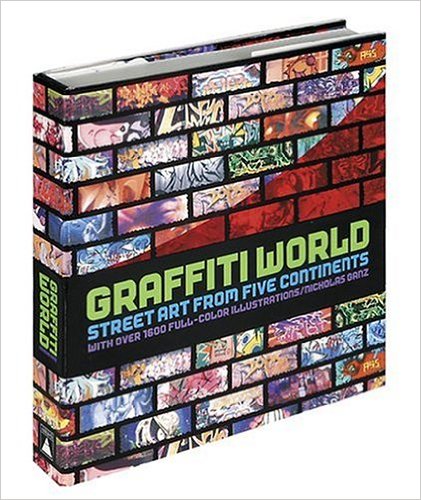 GRAFFITI WORLD
STREET ART FROM FIVE CONTINENTS
WITH OVER 1600 FULL-COLOR ILLUSTRATIONS/NICHOLAS GANZ
GRAFFITI
WORLD